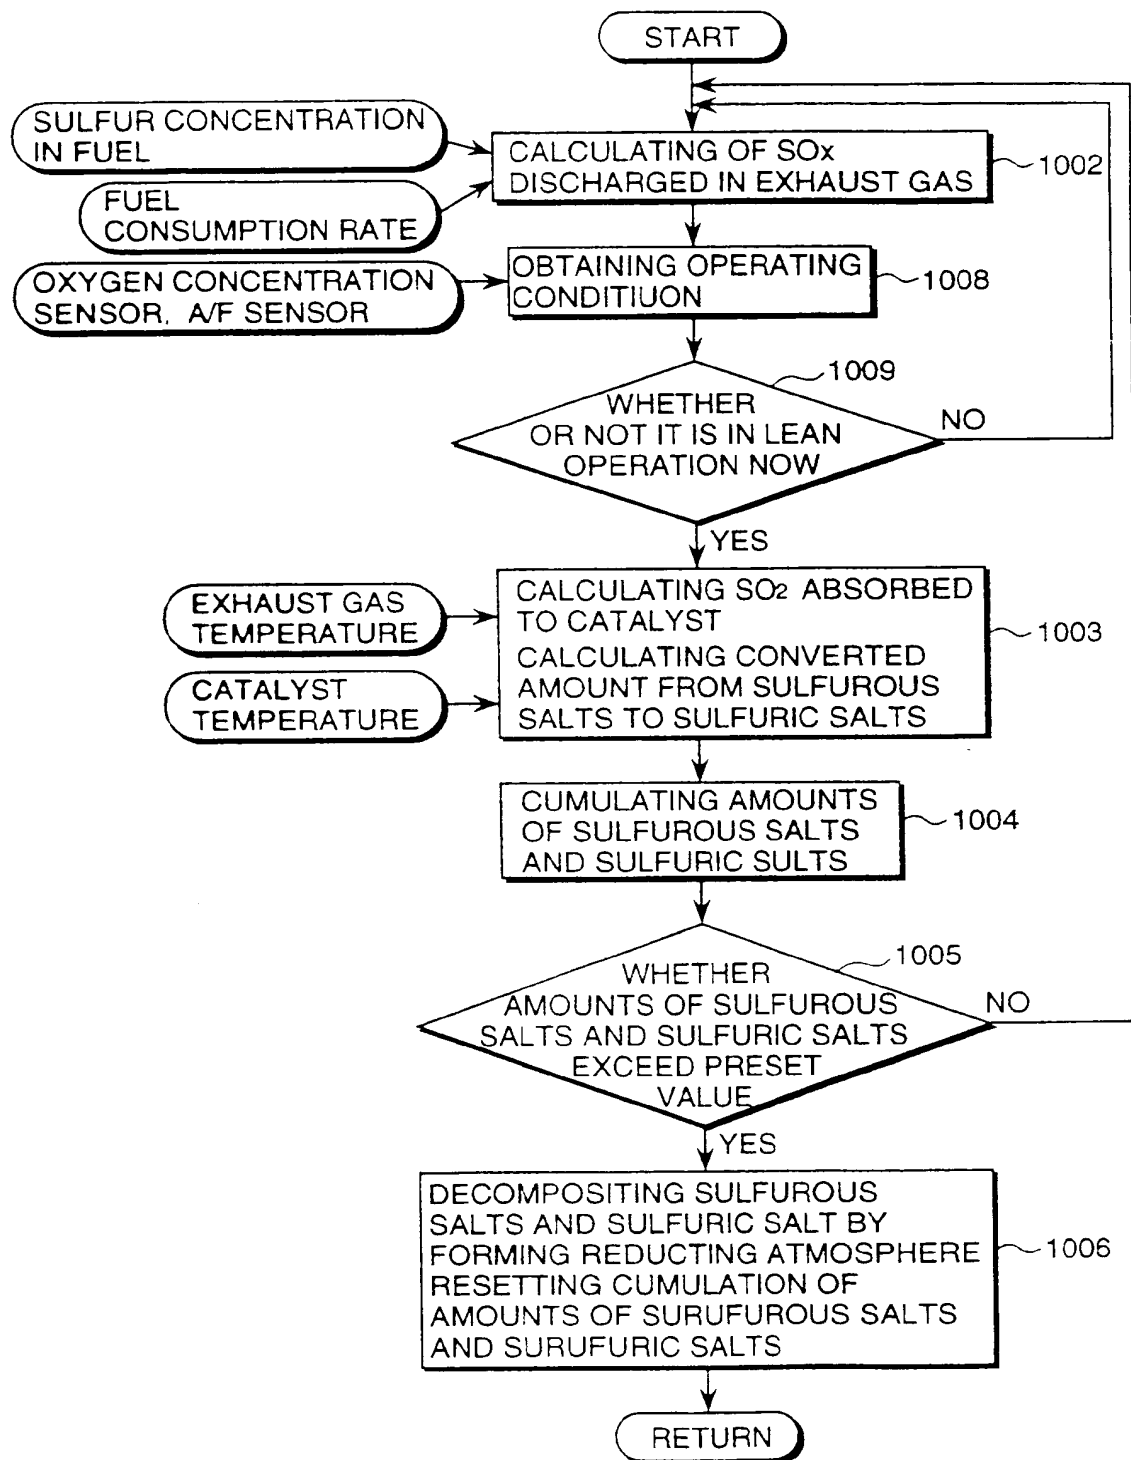 START
SULFUR CONCENTRATION
IN FUEL
FUEL
CONSUMPTION RATE
CALCULATING OF SOx
DISCHARGED IN EXHAUST GAS
1002
OXYGEN CONCENTRATION
SENSOR, A/F SENSOR
OBTAINING OPERATING
CONDITIUON
1008
1009
WHETHER
OR NOT IT IS IN LEAN
OPERATION NOW
NO
YES
EXHAUST GAS
TEMPERATURE
CATALYST
TEMPERATURE
CALCULATING SO2 ABSORBED
TO CATALYST
CALCULATING CONVERTED
AMOUNT FROM SULFUROUS
SALTS TO SULFURIC SALTS
1003
CUMULATING AMOUNTS
OF SULFUROUS SALTS
AND SULFURIC SULTS
1004
1005
WHETHER
AMOUNTS OF SULFUROUS
SALTS AND SULFURIC SALTS
EXCEED PRESET
VALUE
NO
YES
DECOMPOSITING SULFUROUS
SALTS AND SULFURIC SALT BY
FORMING REDUCTING ATMOSPHERE
RESETTING CUMULATION OF
AMOUNTS OF SURUFUROUS SALTS
AND SURUFURIC SALTS
1006
RETURN